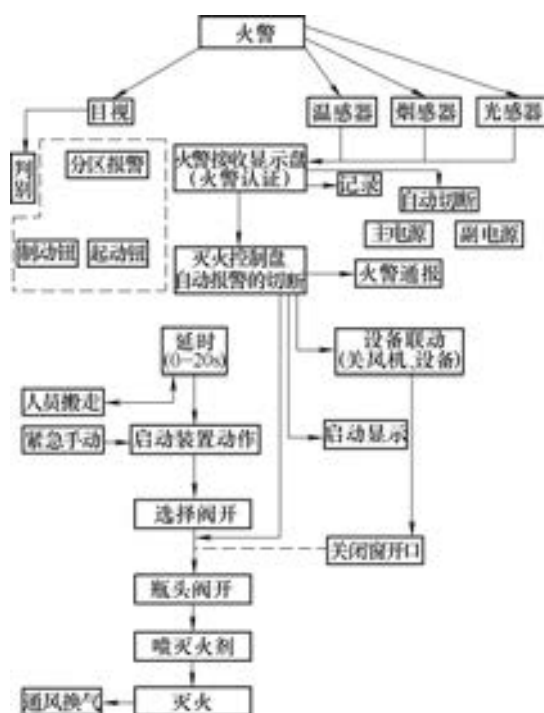 火警
目视
温感器
烟感器
光感器
判别
分区报警
火警接收显示盘
(火警认证)
记录
自动切断
主电源
副电源
制动钮
起动钮
灭火控制盘
自动报警的切断
火警通报
延时
(0-20s)
设备联动
(关风机、设备)
人员搬走
紧急手动
启动装置动作
启动显示
选择阀开
关闭窗开口
瓶头阀开
喷灭火剂
通风换气
灭火